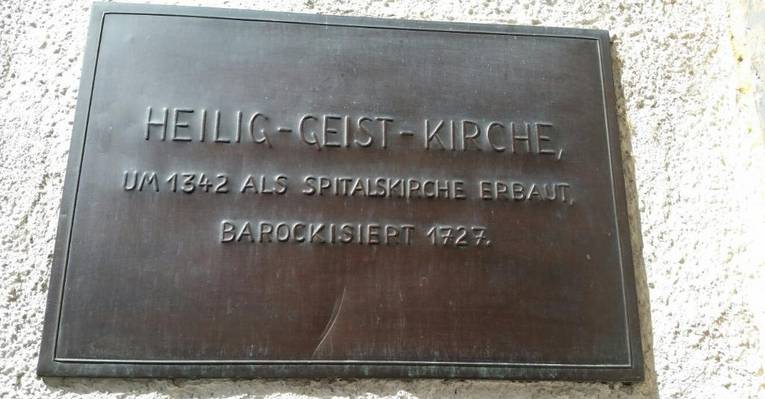 HEILIG-GEIST-KIRCHE,
UM 1342 ALS SPITALSKIRCHE ERBAUT,
BAROCKISIERT 1727.